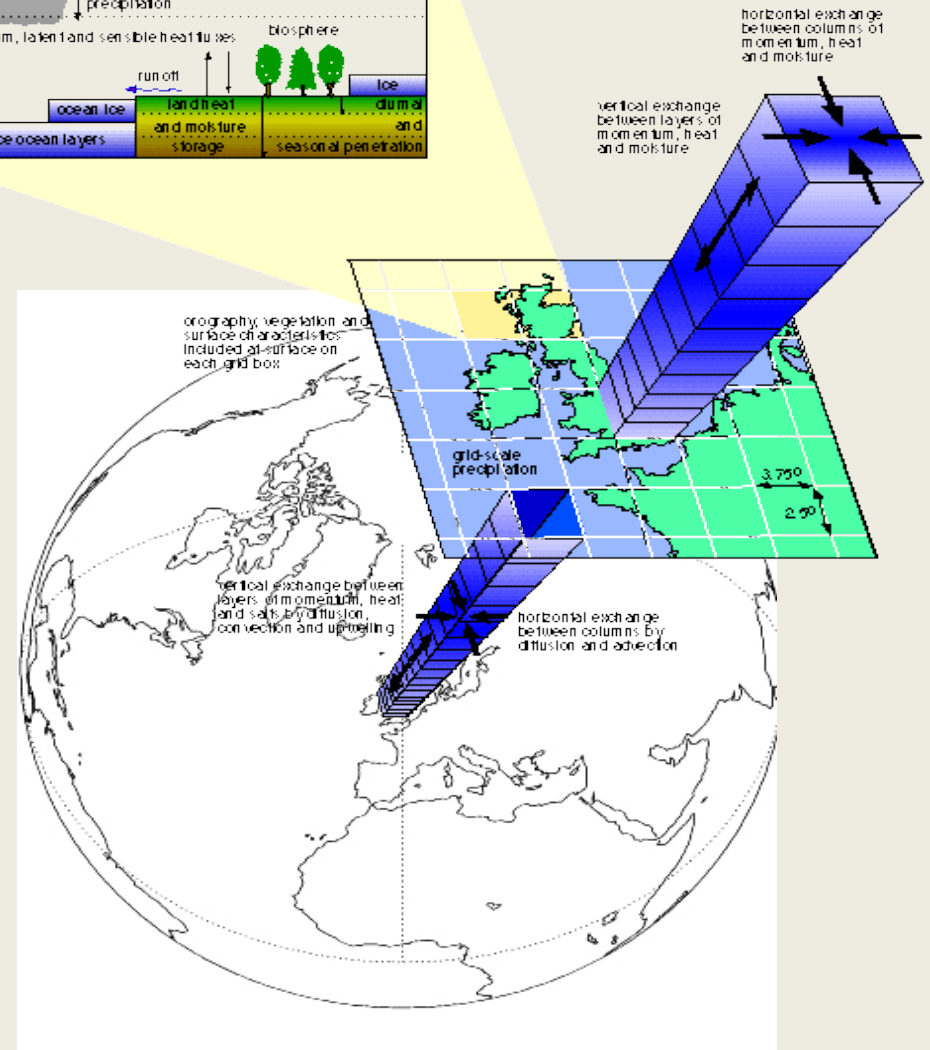 precipitation
m, latent and sensible heat fluxes
biosphere
run off
ice
ocean ice
land heat
diurnal
and moisture
and
ce ocean layers
storage
seasonal penetration
horizontal exchange
between columns of
momentum, heat
and moisture
vertical exchange
between layers of
momentum, heat
and moisture
orography, vegetation and
surface characteristics
included at surface on
each grid box
grid-scale
precipitation
3.75°
2.5°
vertical exchange between
layers of momentum, heat
and salts by diffusion,
convection and upwelling
horizontal exchange
between columns by
diffusion and advection